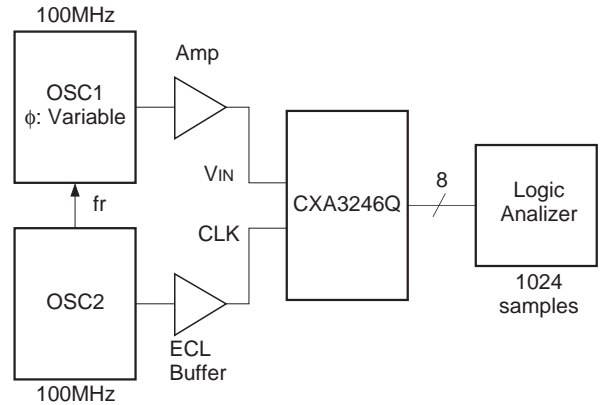 100MHz
OSC1
ϕ: Variable
Amp
VIN
fr
CLK
OSC2
100MHz
ECL
Buffer
CXA3246Q
8
Logic
Analizer
1024
samples